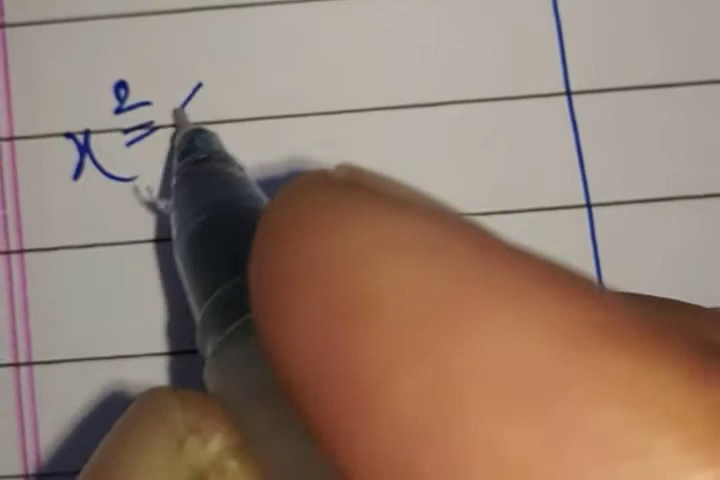 x² =